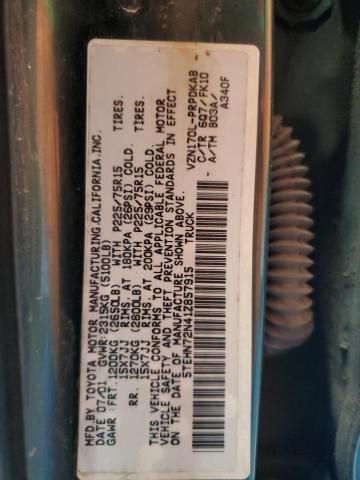 MFD BY TOYOTA MOTOR MANUFACTURING, CALIFORNIA, INC.
DATE 07/01 GVWR: 2315KG (5100LB)
GAWR: FRT. 1200KG (2650LB) WITH P225/75R15 TIRES.
15X7JJ RIMS. AT 180KPA (26PSI) COLD.
RR. 1270KG (2800LB) WITH P225/75R15 TIRES.
15X7JJ RIMS. AT 200KPA (29PSI) COLD.
THIS VEHICLE CONFORMS TO ALL APPLICABLE FEDERAL MOTOR
VEHICLE SAFETY AND THEFT PREVENTION STANDARDS IN EFFECT
ON THE DATE OF MANUFACTURE SHOWN ABOVE.
5TEHN72N41Z857915 TRUCK
VZN170L-PRPDKAB
C/TR 6Q7/FK10
A/TM B03A/
A340F